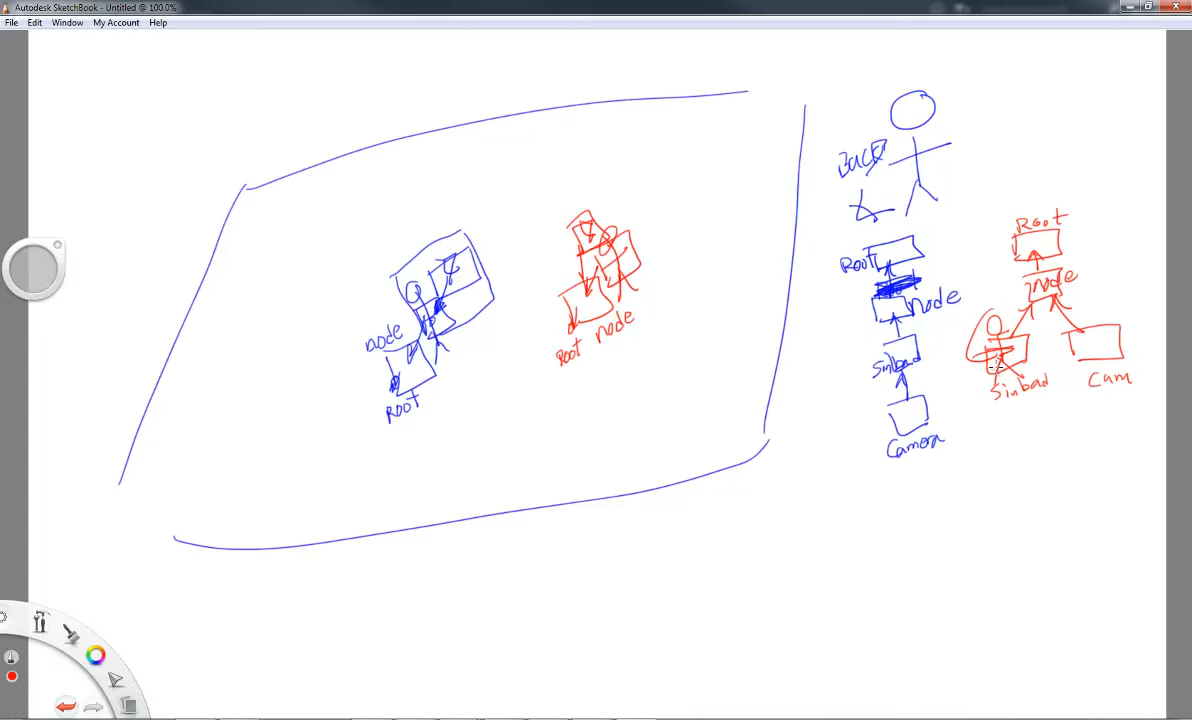 Autodesk SketchBook - Untitled @ 100.0%
File Edit Window My Account Help
Root
node
Sinbad
Camera
Root
node
Sinbad
Cam
node
ROOT
Root
node